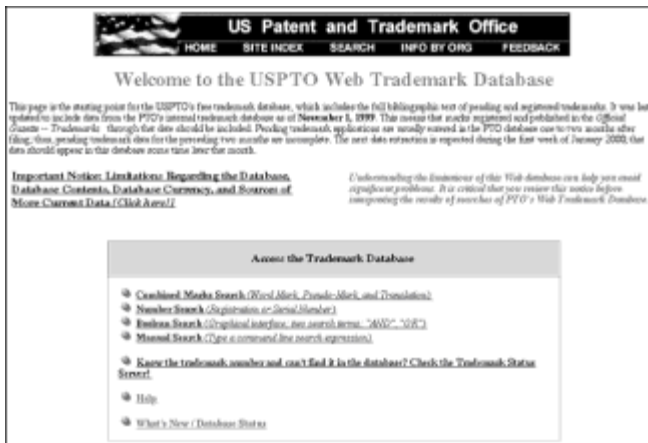 US Patent and Trademark Office
HOME SITE INDEX SEARCH INFO BY ORG FEEDBACK
Welcome to the USPTO Web Trademark Database
This page is the starting point for the USPTO's free trademark database, which includes the full bibliographic text of pending and registered trademarks. It was last
updated to include data from the PTO's internal trademark database as of November 1, 1999. This means that marks registered and published in the Official
Gazette -- Trademarks through that date should be included. Pending trademark applications are usually entered in the PTO database one to two months after
filing; thus, pending trademark data for the preceding two months are incomplete. The next data extraction is expected during the first week of January 2000; that
data should appear in this database some time later that month.
Important Notice: Limitations Regarding the Database,
Database Contents, Database Currency, and Sources of
More Current Data [Click here!]
Understanding the limitations of this Web database can help you avoid
significant problems. It is critical that you review this notice before
interpreting the results of searches of PTO's Web Trademark Database.
Access the Trademark Database
Combined Marks Search (Word Mark, Pseudo-Mark, and Translation)
Number Search (Registration or Serial Number)
Boolean Search (Graphical interface, two search terms, "AND", "OR")
Manual Search (Type a command line search expression)
Know the trademark number and can't find it in the database? Check the Trademark Status
Server!
Help
What's New / Database Status